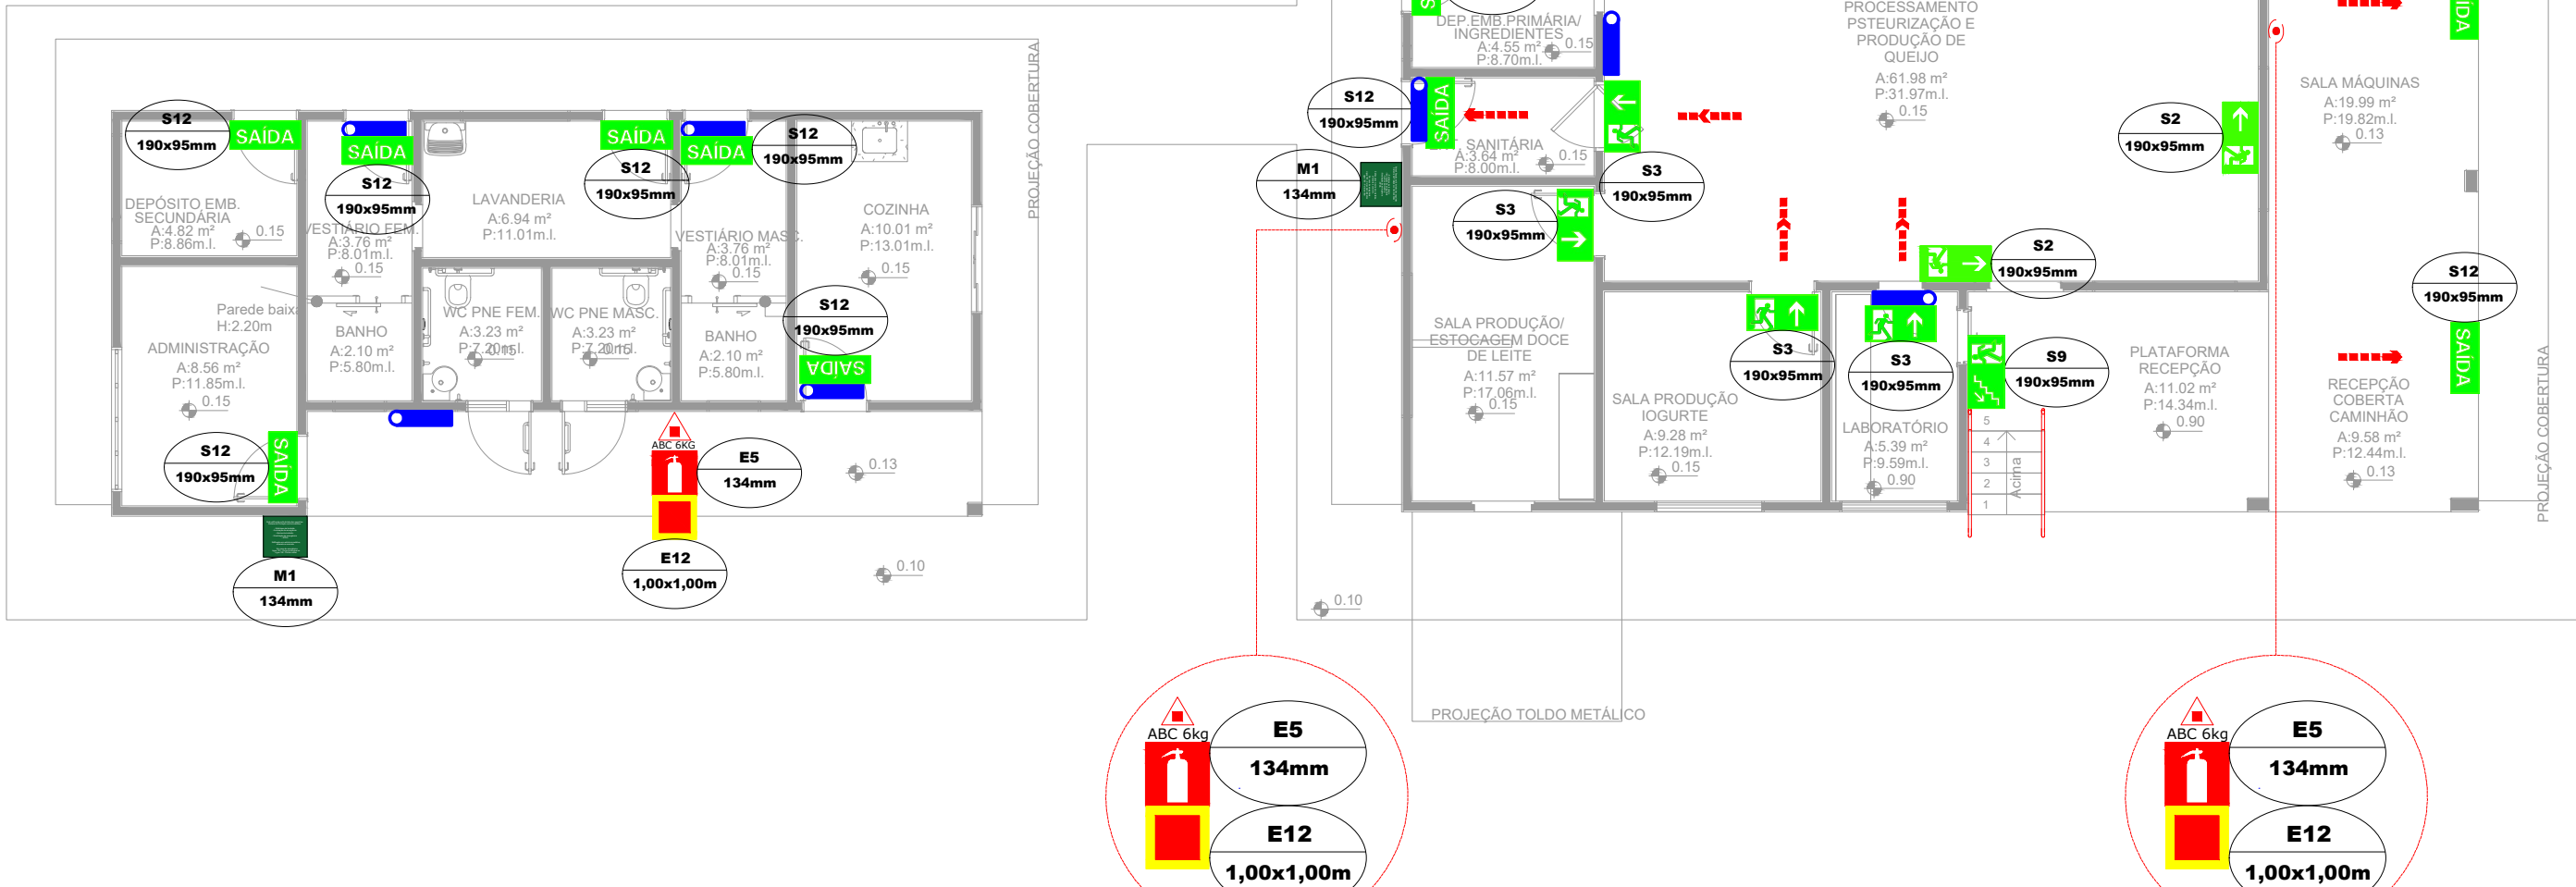 PROJEÇÃO COBERTURA
S12
190x95mm
SAÍDA
SAÍDA
S12
190x95mm
SAÍDA
S12
190x95mm
SAÍDA
S12
190x95mm
DEPÓSITO EMB.
SECUNDÁRIA
A:4.82 m²
P:8.86m.l.
0.15
VESTIÁRIO FEM.
A:3.76 m²
P:8.01m.l.
0.15
LAVANDERIA
A:6.94 m²
P:11.01m.l.
VESTIÁRIO MASC.
A:3.76 m²
P:8.01m.l.
0.15
COZINHA
A:10.01 m²
P:13.01m.l.
0.15
Parede baixa
H:2.20m
ADMINISTRAÇÃO
A:8.56 m²
P:11.85m.l.
0.15
BANHO
A:2.10 m²
P:5.80m.l.
WC PNE FEM.
A:3.23 m²
P:7.20m.l.
0.15
WC PNE MASC.
A:3.23 m²
P:7.20m.l.
0.15
BANHO
A:2.10 m²
P:5.80m.l.
S12
190x95mm
SAÍDA
S12
190x95mm
SAÍDA
M1
134mm
ABC 6KG
E5
134mm
E12
1,00x1,00m
0.13
0.10
DEP.EMB.PRIMÁRIA/
INGREDIENTES
A:4.55 m²
P:8.70m.l.
0.15
PROCESSAMENTO
PSTEURIZAÇÃO E
PRODUÇÃO DE
QUEIJO
A:61.98 m²
P:31.97m.l.
0.15
SALA MÁQUINAS
A:19.99 m²
P:19.82m.l.
0.13
S12
190x95mm
SAÍDA
SANITÁRIA
A:3.64 m²
P:8.00m.l.
0.15
M1
134mm
S3
190x95mm
S3
190x95mm
S2
190x95mm
S2
190x95mm
S12
190x95mm
SAÍDA
SALA PRODUÇÃO/
ESTOCAGEM DOCE
DE LEITE
A:11.57 m²
P:17.06m.l.
0.15
S3
190x95mm
SALA PRODUÇÃO
IOGURTE
A:9.28 m²
P:12.19m.l.
0.15
S3
190x95mm
LABORATÓRIO
A:5.39 m²
P:9.59m.l.
0.90
S9
190x95mm
5
4
3
2
1
Acima
PLATAFORMA
RECEPÇÃO
A:11.02 m²
P:14.34m.l.
0.90
RECEPÇÃO
COBERTA
CAMINHÃO
A:9.58 m²
P:12.44m.l.
0.13
PROJEÇÃO COBERTURA
0.10
PROJEÇÃO TOLDO METÁLICO
ABC 6kg
E5
134mm
E12
1,00x1,00m
ABC 6kg
E5
134mm
E12
1,00x1,00m